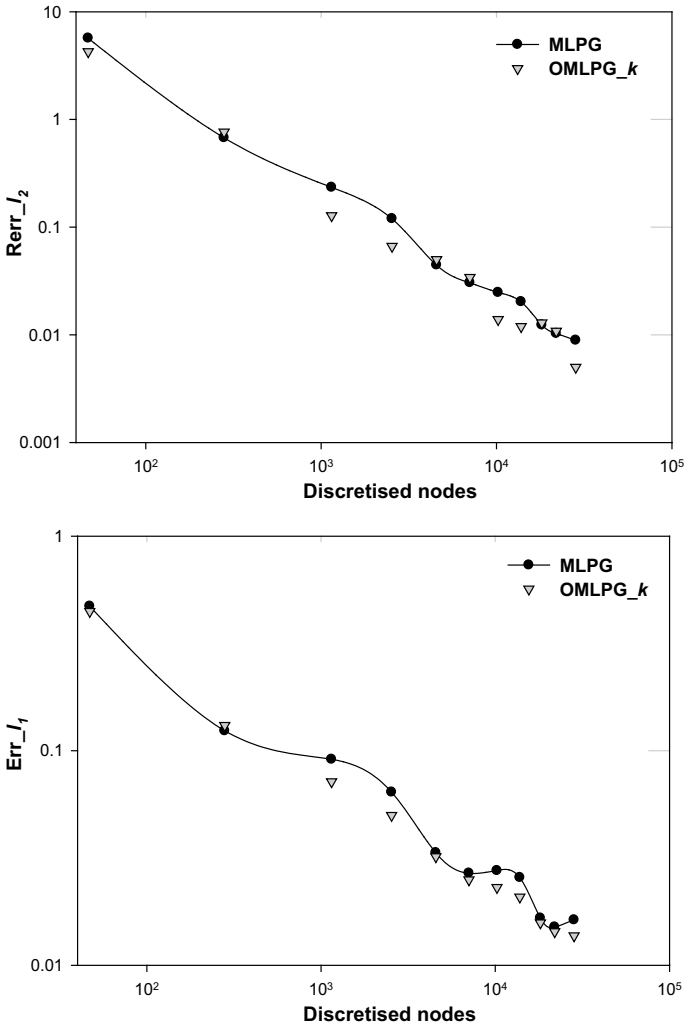 10
1
0.1
0.01
0.001
Rerr_l₂
MLPG
OMLPG_k
10² 10³ 10⁴ 10⁵
Discretised nodes
1
0.1
0.01
Err_l₁
MLPG
OMLPG_k
10² 10³ 10⁴ 10⁵
Discretised nodes